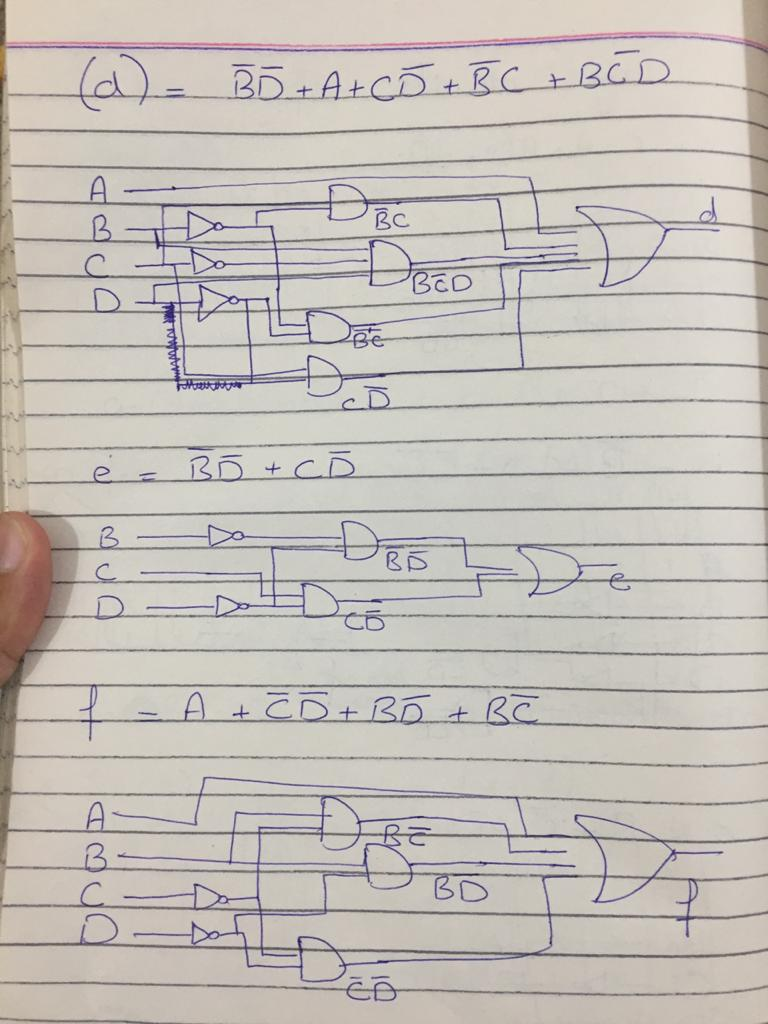 (d) = B̅D̅ + A + CD̅ + B̅C + BC̅D
A
B̅C
d
B
C
BC̅D
D
B̅C̅
CD̅
e = B̅D̅ + CD̅
B
B̅D̅
C
e
D
CD̅
f = A + C̅D̅ + BD̅ + BC̅
A
BC̅
B
BD̅
C
f
D
C̅D̅